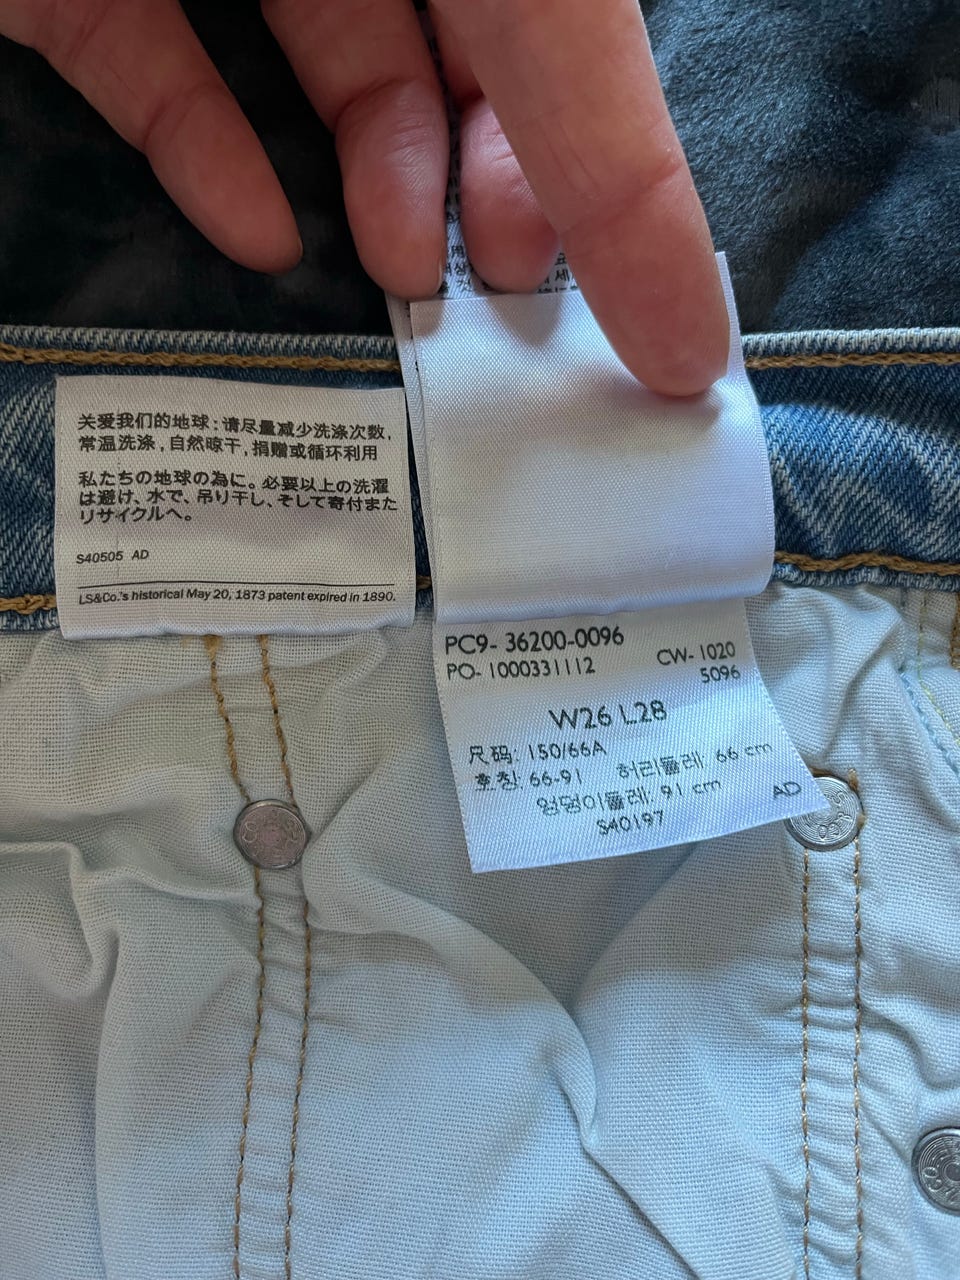 关爱我们的地球：请尽量减少洗涤次数，
常温洗涤，自然晾干，捐赠或循环利用
私たちの地球の為に。必要以上の洗濯
は避け、水で、吊り干し、そして寄付また
リサイクルへ。
S40505 AD
LS&Co.'s historical May 20, 1873 patent expired in 1890.
PC9- 36200-0096
PO- 1000331112 CW- 1020
5096
W26 L28
尺码: 150/66A
호칭: 66-91 허리둘레: 66 cm
엉덩이둘레: 91 cm AD
S40197